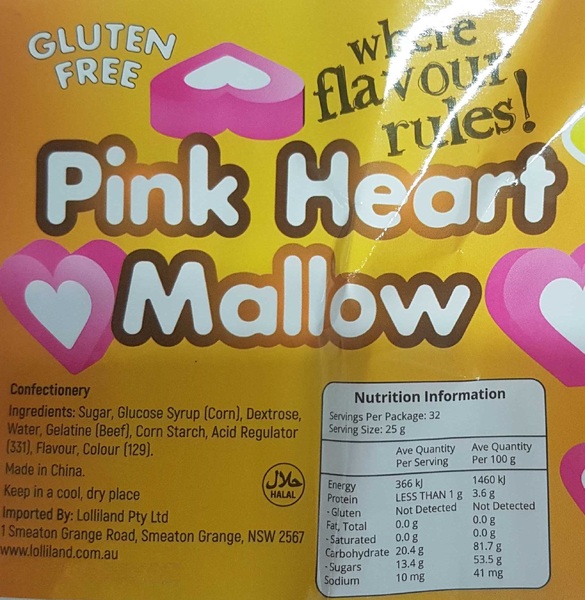 GLUTEN
FREE
where
flavour
rules!
Pink Heart
Mallow
Confectionery
Ingredients: Sugar, Glucose Syrup (Corn), Dextrose,
Water, Gelatine (Beef), Corn Starch, Acid Regulator
(331), Flavour, Colour (129).
Made in China.
Keep in a cool, dry place
Imported By: Lolliland Pty Ltd
1 Smeaton Grange Road, Smeaton Grange, NSW 2567
www.lolliland.com.au
حلال
HALAL
Nutrition Information
Servings Per Package: 32
Serving Size: 25 g
Ave Quantity Ave Quantity
Per Serving Per 100 g
Energy 366 kJ 1460 kJ
Protein LESS THAN 1 g 3.6 g
- Gluten Not Detected Not Detected
Fat, Total 0.0 g 0.0 g
- Saturated 0.0 g 0.0 g
Carbohydrate 20.4 g 81.7 g
- Sugars 13.4 g 53.5 g
Sodium 10 mg 41 mg